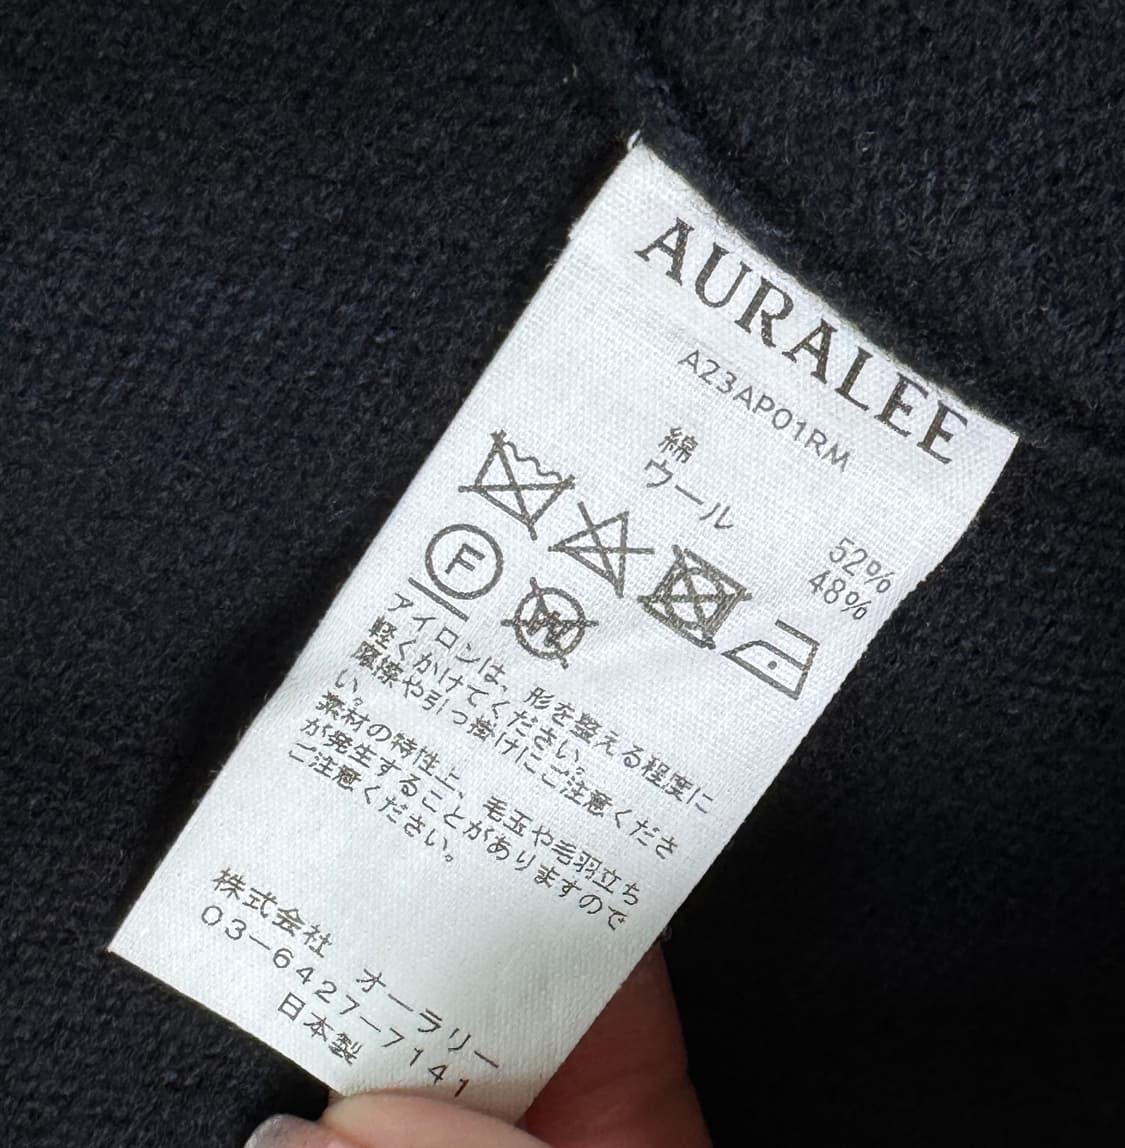 AURALEE
A23AP01RM
綿 52%
ウール 48%
F
W
アイロンは、形を整える程度に
軽くかけてください。
摩擦や引っ掛けにご注意くださ
い。
素材の特性上、毛玉や毛羽立ち
が発生することがありますので
ご注意ください。
株式会社 オーラリー
03-6427-7141
日本製